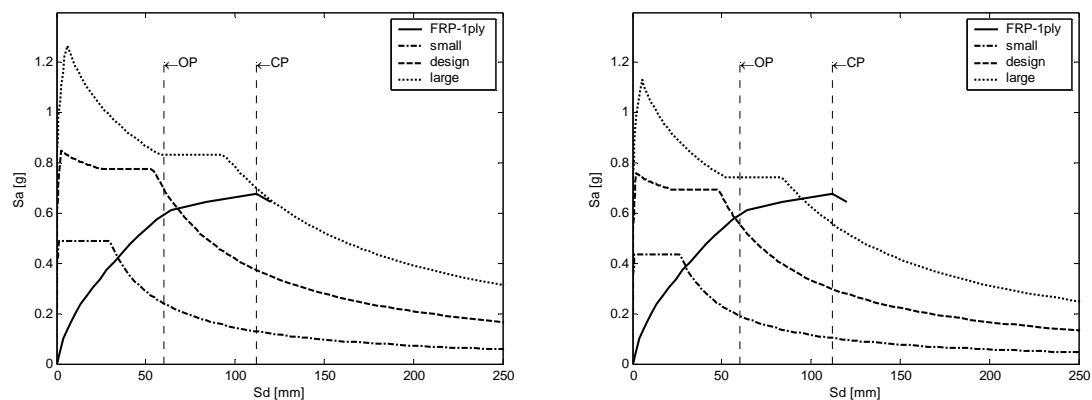 FRP-1ply
small
design
large
←OP
←CP
1.2
1
0.8
0.6
0.4
0.2
0
Sa [g]
0 50 100 150 200 250
Sd [mm]
FRP-1ply
small
design
large
←OP
←CP
1.2
1
0.8
0.6
0.4
0.2
0
Sa [g]
0 50 100 150 200 250
Sd [mm]